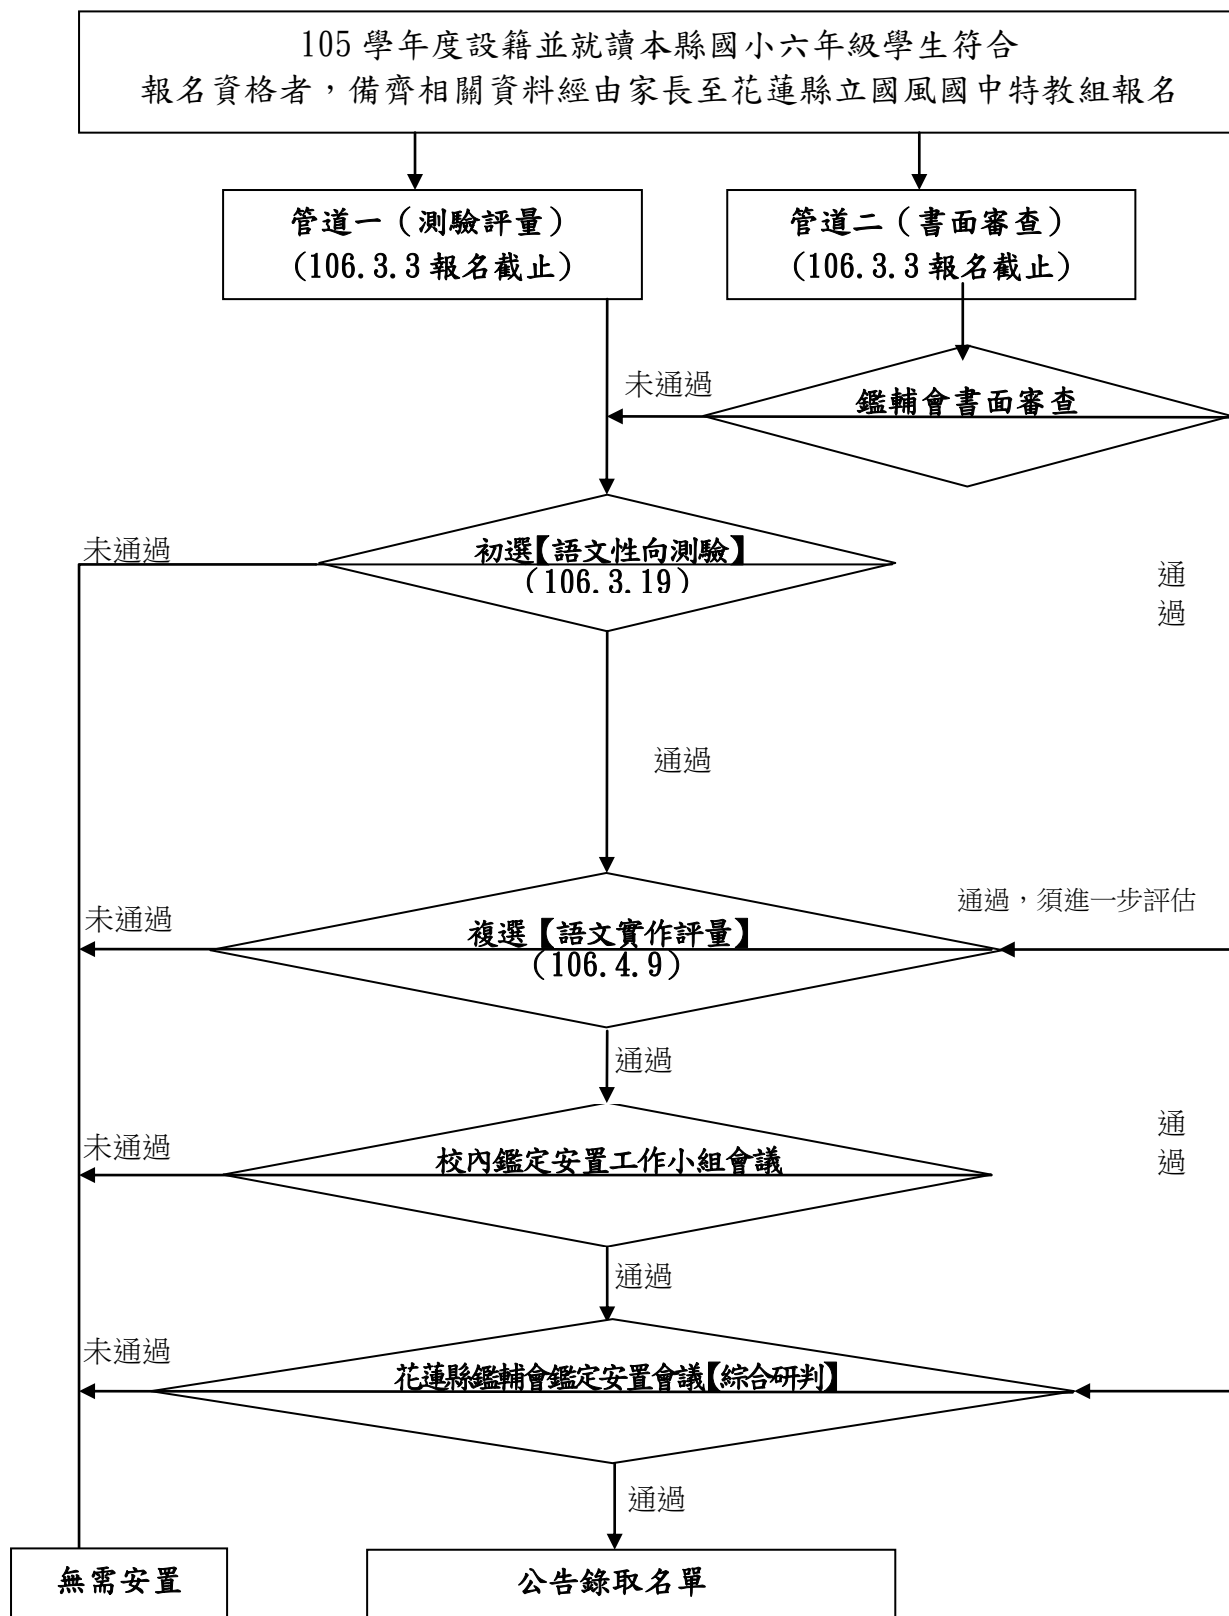 105 學年度設籍並就讀本縣國小六年級學生符合
報名資格者，備齊相關資料經由家長至花蓮縣立國風國中特教組報名
管道一（測驗評量）
(106.3.3 報名截止)
管道二（書面審查）
(106.3.3 報名截止)
未通過
鑑輔會書面審查
未通過
初選【語文性向測驗】
(106.3.19)
通
過
通過
通過，須進一步評估
未通過
複選【語文實作評量】
(106.4.9)
通過
通
過
未通過
校內鑑定安置工作小組會議
通過
未通過
花蓮縣鑑輔會鑑定安置會議【綜合研判】
通過
無需安置
公告錄取名單